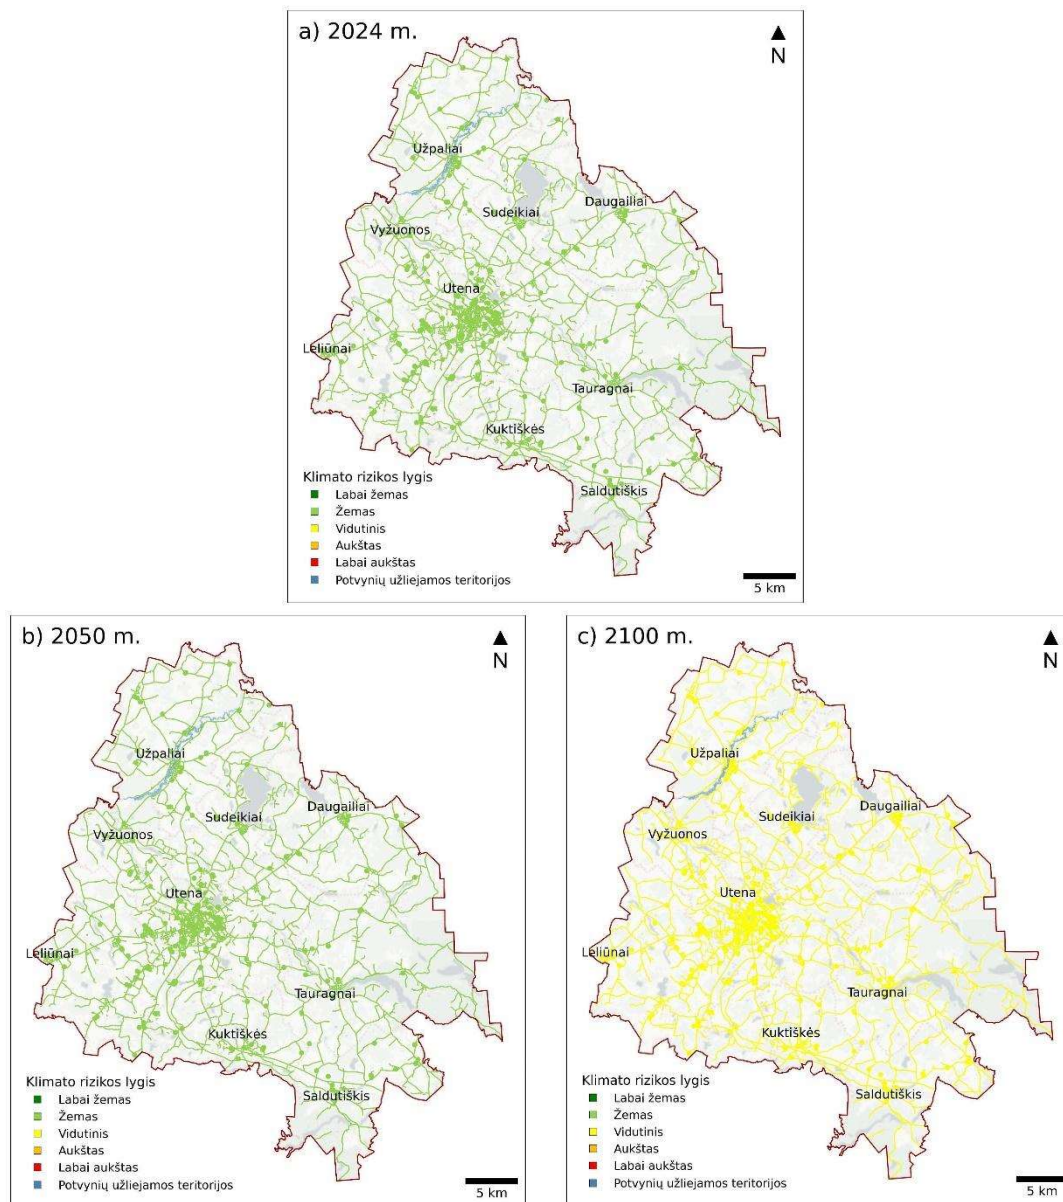 a) 2024 m.
N
Užpaliai
Daugailiai
Sudeikiai
Vyžuonos
Utena
Leliūnai
Tauragnai
Kuktiškės
Saldutiškis
Klimato rizikos lygis
Labai žemas
Žemas
Vidutinis
Aukštas
Labai aukštas
Potvynių užliejamos teritorijos
5 km
b) 2050 m.
N
Užpaliai
Daugailiai
Sudeikiai
Vyžuonos
Utena
Leliūnai
Tauragnai
Kuktiškės
Saldutiškis
Klimato rizikos lygis
Labai žemas
Žemas
Vidutinis
Aukštas
Labai aukštas
Potvynių užliejamos teritorijos
5 km
c) 2100 m.
N
Užpaliai
Daugailiai
Sudeikiai
Vyžuonos
Utena
Leliūnai
Tauragnai
Kuktiškės
Saldutiškis
Klimato rizikos lygis
Labai žemas
Žemas
Vidutinis
Aukštas
Labai aukštas
Potvynių užliejamos teritorijos
5 km